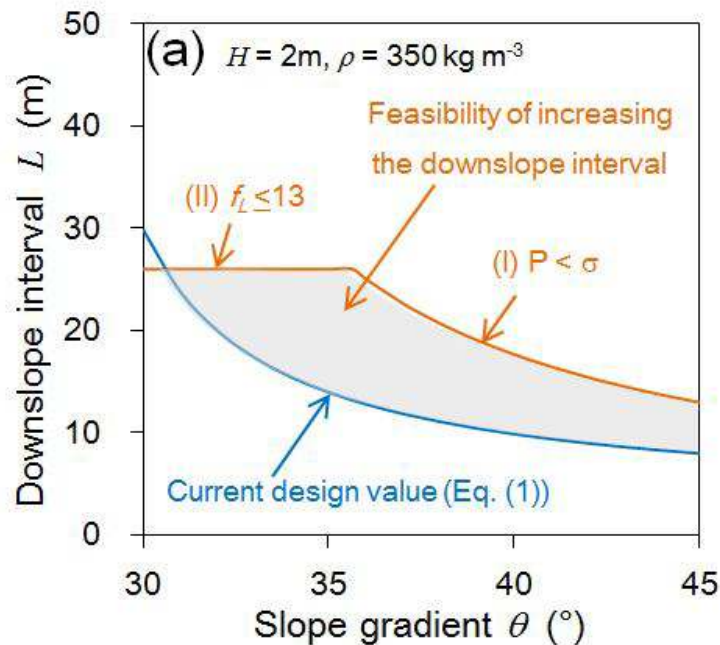 50
40
30
20
10
0
Downslope interval L (m)
(a) H = 2m, ρ = 350 kg m-3
Feasibility of increasing
the downslope interval
(II) fL ≤13
(I) P < σ
Current design value (Eq. (1))
30 35 40 45
Slope gradient θ (°)